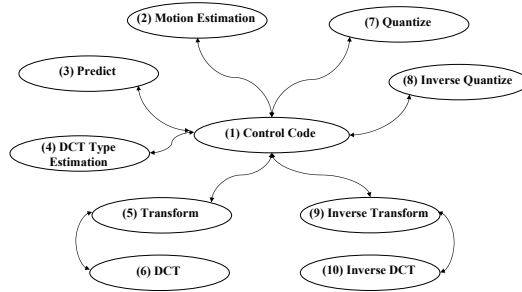 (2) Motion Estimation
(7) Quantize
(3) Predict
(8) Inverse Quantize
(1) Control Code
(4) DCT Type
Estimation
(5) Transform
(9) Inverse Transform
(6) DCT
(10) Inverse DCT